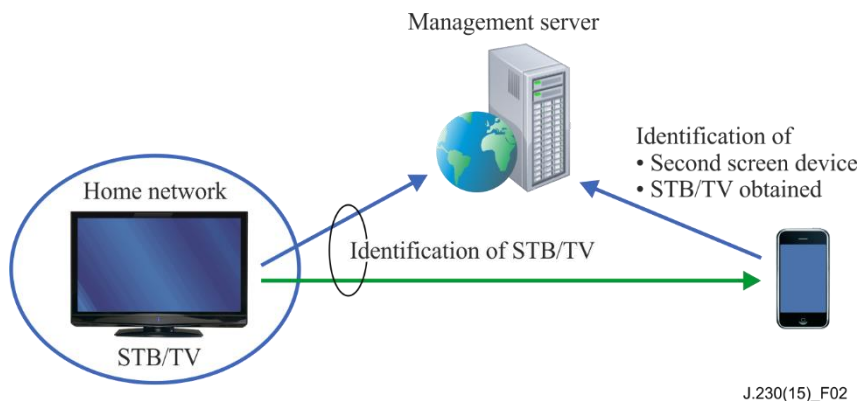 Management server
Identification of
• Second screen device
• STB/TV obtained
Home network
Identification of STB/TV
STB/TV
J.230(15)_F02